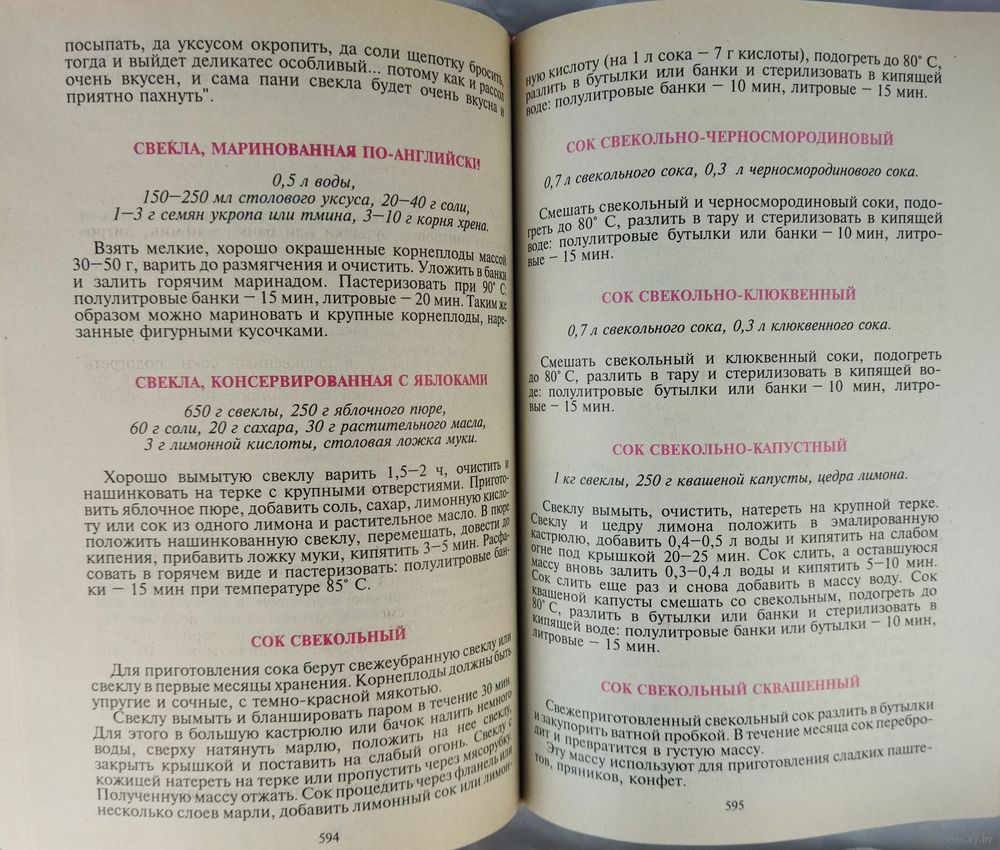 посыпать, да уксусом окропить, да соли щепотку бросить
тогда и выйдет деликатес особливый... потому как и рассол
очень вкусен, и сама пани свекла будет очень вкусна и
приятно пахнуть".
СВЕКЛА, МАРИНОВАННАЯ ПО-АНГЛИЙСКИ
0,5 л воды,
150—250 мл столового уксуса, 20—40 г соли,
1—3 г семян укропа или тмина, 3—10 г корня хрена.
Взять мелкие, хорошо окрашенные корнеплоды массой
30—50 г, варить до размягчения и очистить. Уложить в банки
и залить горячим маринадом. Пастеризовать при 90° С:
полулитровые банки — 15 мин, литровые — 20 мин. Таким же
образом можно мариновать и крупные корнеплоды, наре-
занные фигурными кусочками.
СВЕКЛА, КОНСЕРВИРОВАННАЯ С ЯБЛОКАМИ
650 г свеклы, 250 г яблочного пюре,
60 г соли, 20 г сахара, 30 г растительного масла,
3 г лимонной кислоты, столовая ложка муки.
Хорошо вымытую свеклу варить 1,5—2 ч, очистить и
нашинковать на терке с крупными отверстиями. Пригото-
вить яблочное пюре, добавить соль, сахар, лимонную кисло-
ту или сок из одного лимона и растительное масло. В пюре
положить нашинкованную свеклу, перемешать, довести до
кипения, прибавить ложку муки, кипятить 3—5 мин. Расфа-
совать в горячем виде и пастеризовать: полулитровые бан-
ки — 15 мин при температуре 85° С.
СОК СВЕКОЛЬНЫЙ
Для приготовления сока берут свежеубранную свеклу или
свеклу в первые месяцы хранения. Корнеплоды должны быть
упругие и сочные, с темно-красной мякотью.
Свеклу вымыть и бланшировать паром в течение 30 мин.
Для этого в большую кастрюлю или бачок налить немного
воды, сверху натянуть марлю, положить на нее свеклу,
закрыть крышкой и поставить на слабый огонь. Свеклу с
кожицей натереть на терке или пропустить через мясорубку.
Полученную массу отжать. Сок процедить через фланель или
несколько слоев марли, добавить лимонный сок или лимон-
594
ную кислоту (на 1 л сока — 7 г кислоты), подогреть до 80° С,
разлить в бутылки или банки и стерилизовать в кипящей
воде: полулитровые банки — 10 мин, литровые — 15 мин.
СОК СВЕКОЛЬНО-ЧЕРНОСМОРОДИНОВЫЙ
0,7 л свекольного сока, 0,3 л черносмородинового сока.
Смешать свекольный и черносмородиновый соки, подо-
греть до 80° С, разлить в тару и стерилизовать в кипящей
воде: полулитровые бутылки или банки — 10 мин, литро-
вые — 15 мин.
СОК СВЕКОЛЬНО-КЛЮКВЕННЫЙ
0,7 л свекольного сока, 0,3 л клюквенного сока.
Смешать свекольный и клюквенный соки, подогреть
до 80° С, разлить в тару и стерилизовать в кипящей во-
де: полулитровые бутылки или банки — 10 мин, литро-
вые — 15 мин.
СОК СВЕКОЛЬНО-КАПУСТНЫЙ
1 кг свеклы, 250 г квашеной капусты, цедра лимона.
Свеклу вымыть, очистить, натереть на крупной терке.
Свеклу и цедру лимона положить в эмалированную
кастрюлю, добавить 0,4—0,5 л воды и кипятить на слабом
огне под крышкой 20—25 мин. Сок слить, а оставшуюся
массу вновь залить 0,3—0,4 л воды и кипятить 5—10 мин.
Сок слить еще раз и снова добавить в массу воду. Сок
квашеной капусты смешать со свекольным, подогреть до
80° С, разлить в бутылки или банки и стерилизовать в
кипящей воде: полулитровые банки или бутылки — 10 мин,
литровые — 15 мин.
СОК СВЕКОЛЬНЫЙ СКВАШЕННЫЙ
Свежеприготовленный свекольный сок разлить в бутылки
и закупорить ватной пробкой. В течение месяца сок перебро-
дит и превратится в густую массу.
Эту массу используют для приготовления сладких паште-
тов, пряников, конфет.
595
www.ay.by